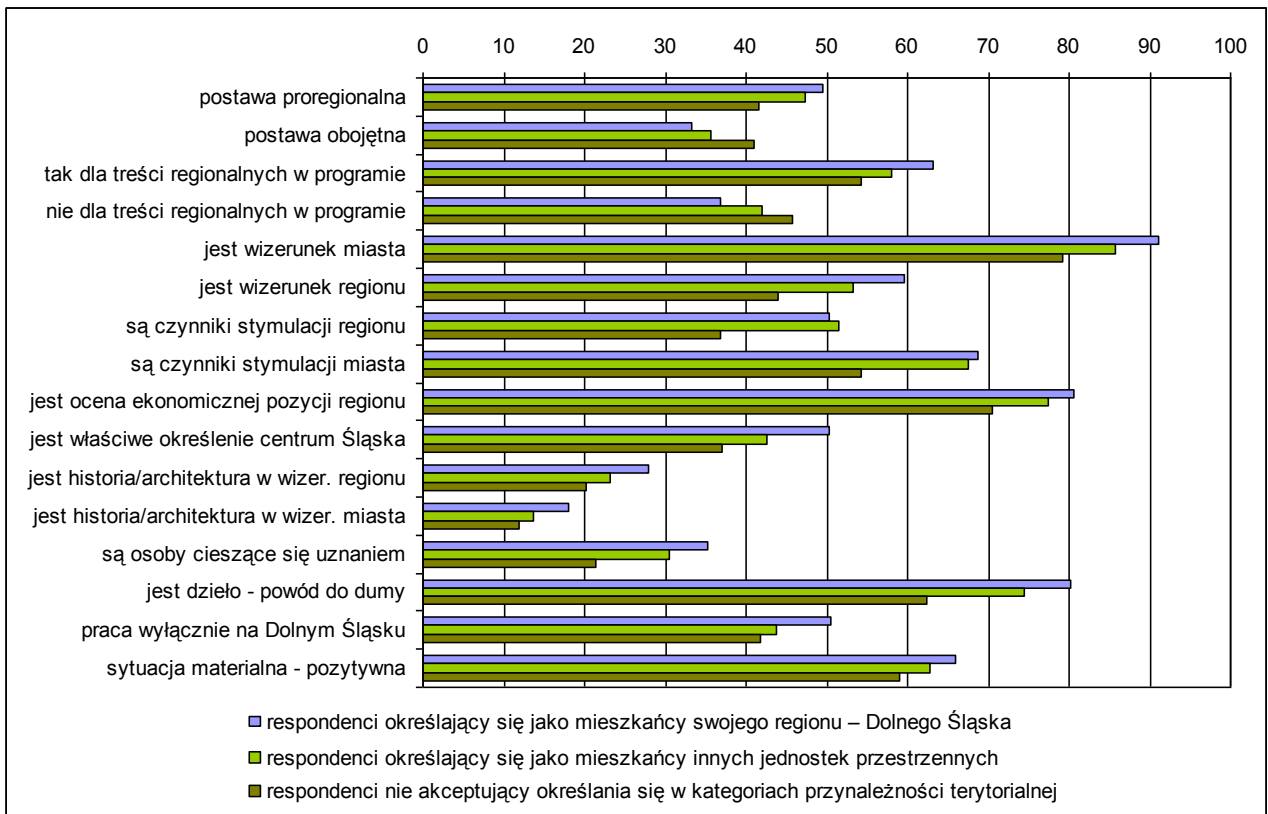 0 10 20 30 40 50 60 70 80 90 100
postawa proregionalna
postawa obojętna
tak dla treści regionalnych w programie
nie dla treści regionalnych w programie
jest wizerunek miasta
jest wizerunek regionu
są czynniki stymulacji regionu
są czynniki stymulacji miasta
jest ocena ekonomicznej pozycji regionu
jest właściwe określenie centrum Śląska
jest historia/architektura w wizer. regionu
jest historia/architektura w wizer. miasta
są osoby cieszące się uznaniem
jest dzieło - powód do dumy
praca wyłącznie na Dolnym Śląsku
sytuacja materialna - pozytywna
respondenci określający się jako mieszkańcy swojego regionu – Dolnego Śląska
respondenci określający się jako mieszkańcy innych jednostek przestrzennych
respondenci nie akceptujący określania się w kategoriach przynależności terytorialnej